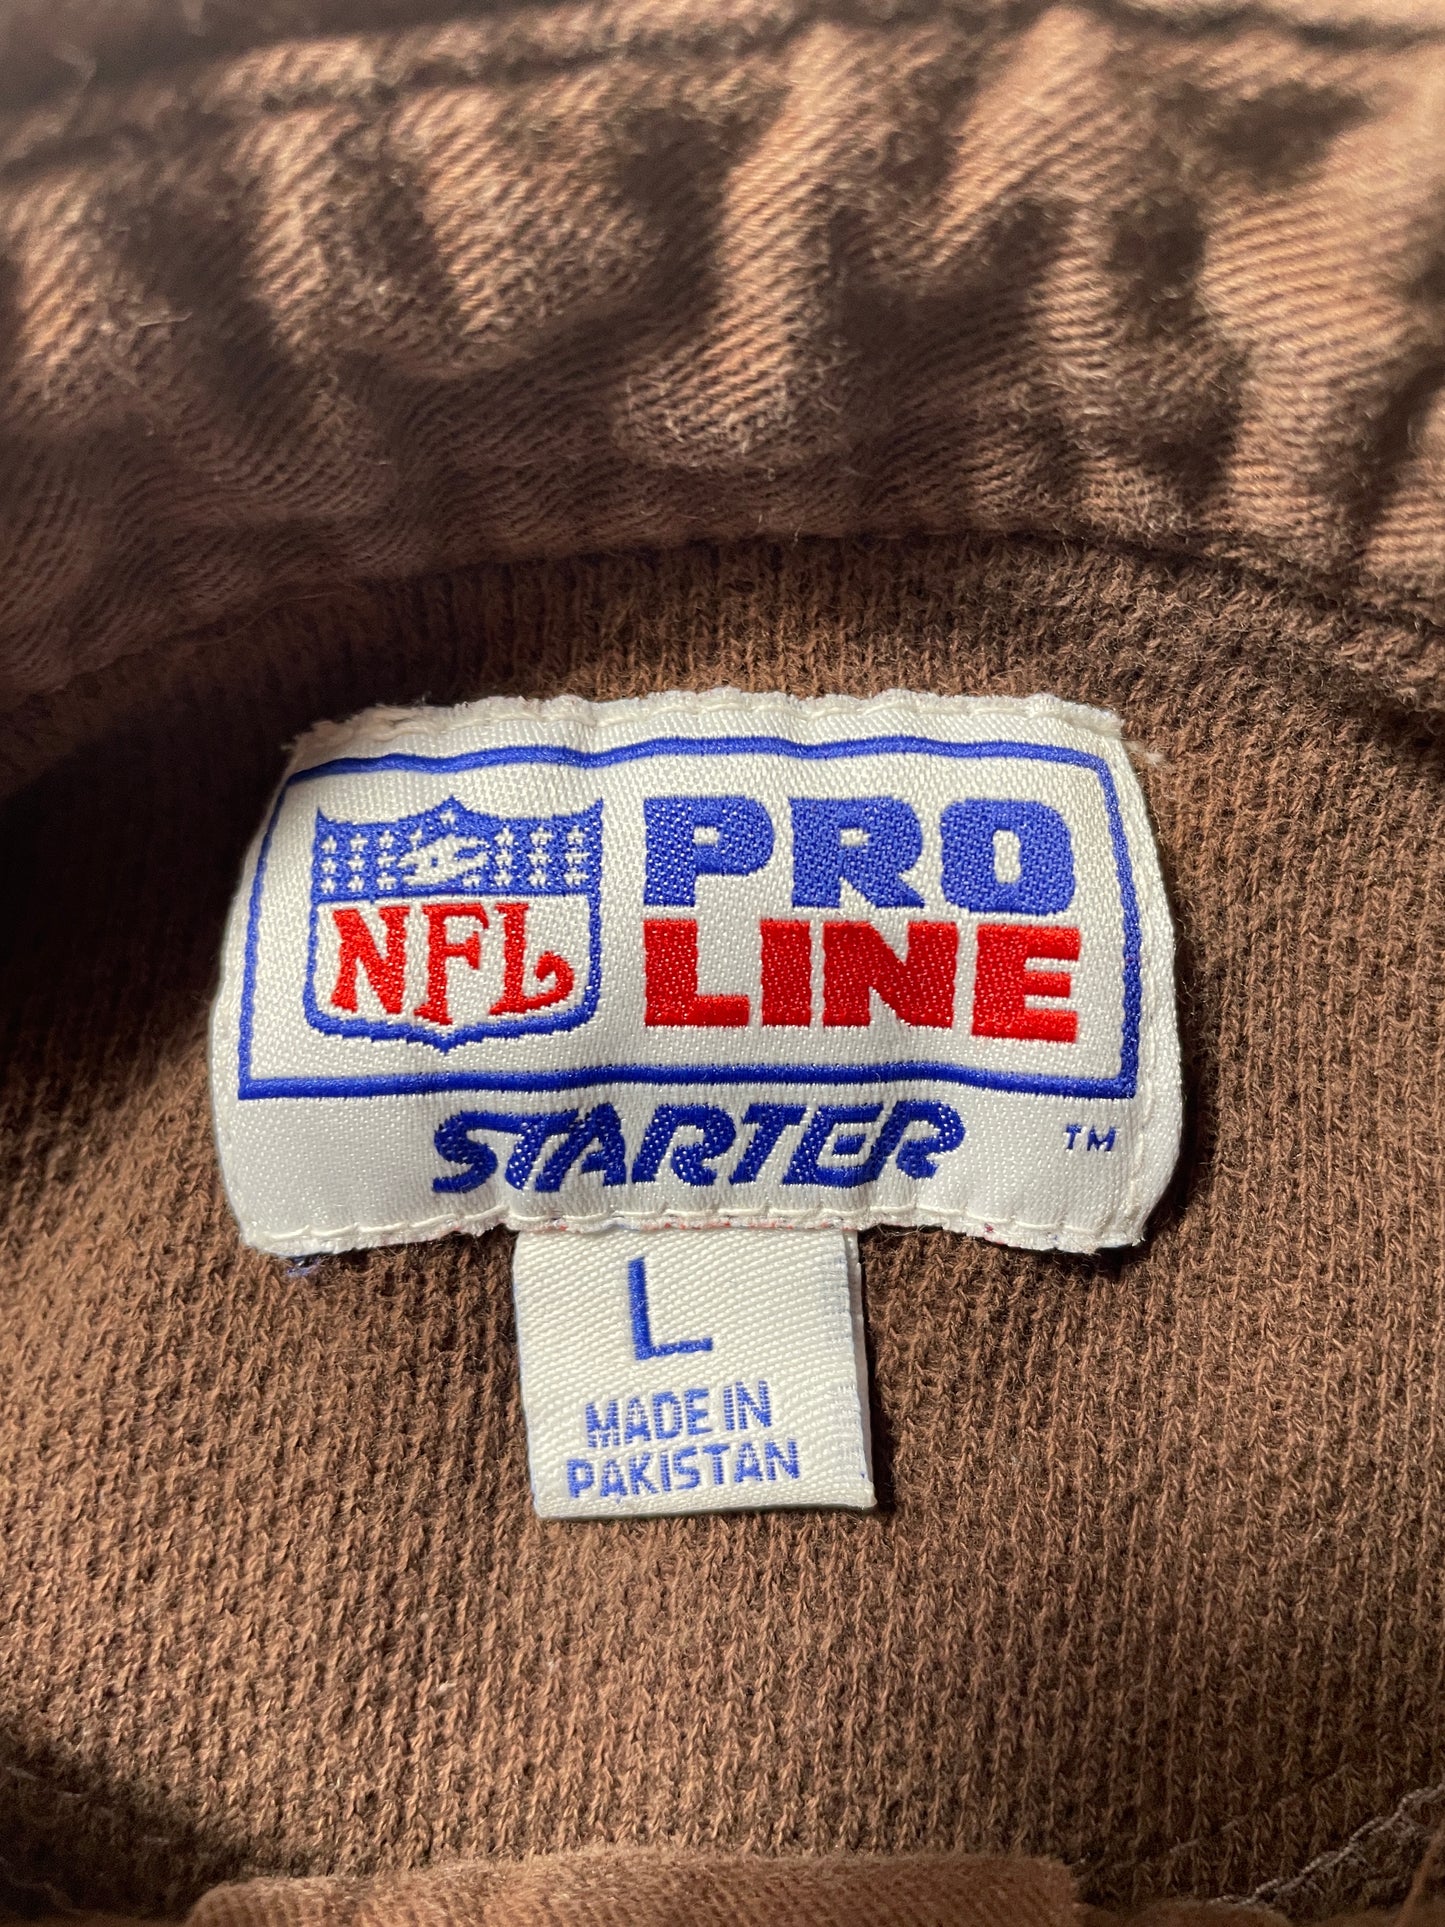 NFL
PRO
LINE
STARTER
TM
L
MADE IN
PAKISTAN